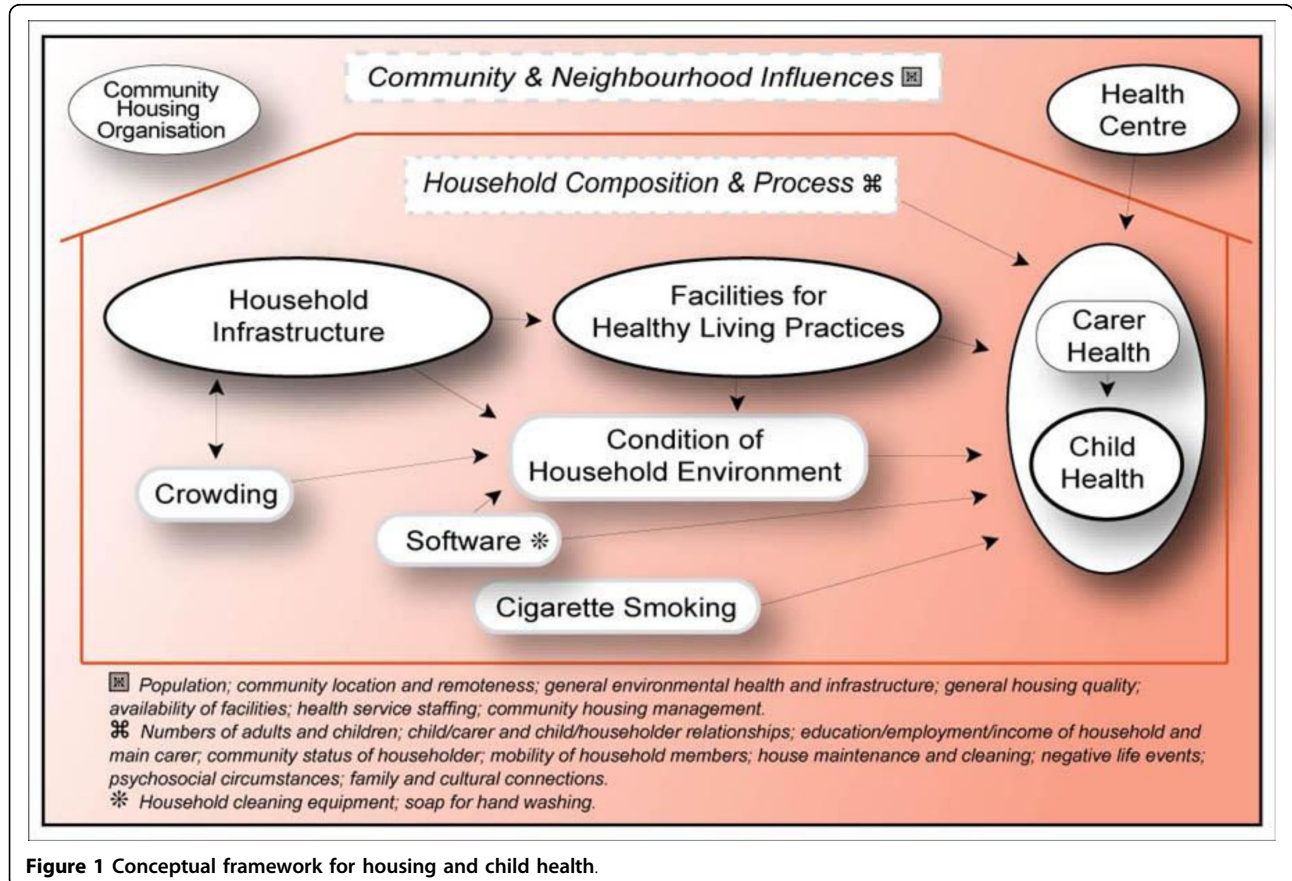 Community
Housing
Organisation
Community & Neighbourhood Influences
Health
Centre
Household Composition & Process ⌘
Household
Infrastructure
Facilities for
Healthy Living Practices
Carer
Health
Condition of
Household Environment
Child
Health
Crowding
Software ❊
Cigarette Smoking
Population; community location and remoteness; general environmental health and infrastructure; general housing quality;
availability of facilities; health service staffing; community housing management.
⌘ Numbers of adults and children; child/carer and child/householder relationships; education/employment/income of household and
main carer; community status of householder; mobility of household members; house maintenance and cleaning; negative life events;
psychosocial circumstances; family and cultural connections.
❊ Household cleaning equipment; soap for hand washing.
Figure 1 Conceptual framework for housing and child health.